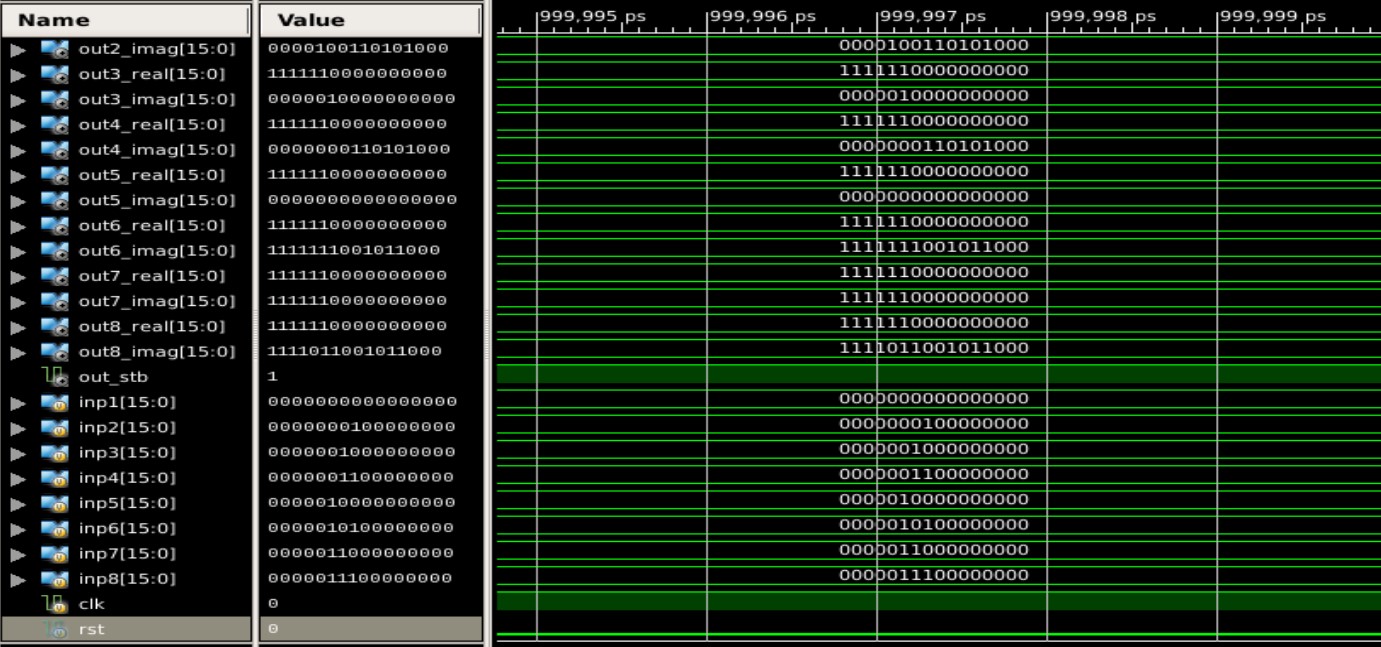 Name Value 999,995 ps 999,996 ps 999,997 ps 999,998 ps 999,999 ps
out2_imag[15:0] 0000100110101000 0000100110101000
out3_real[15:0] 1111110000000000 1111110000000000
out3_imag[15:0] 0000010000000000 0000010000000000
out4_real[15:0] 1111110000000000 1111110000000000
out4_imag[15:0] 0000000110101000 0000000110101000
out5_real[15:0] 1111110000000000 1111110000000000
out5_imag[15:0] 0000000000000000 0000000000000000
out6_real[15:0] 1111110000000000 1111110000000000
out6_imag[15:0] 1111111001011000 1111111001011000
out7_real[15:0] 1111110000000000 1111110000000000
out7_imag[15:0] 1111110000000000 1111110000000000
out8_real[15:0] 1111110000000000 1111110000000000
out8_imag[15:0] 1111011001011000 1111011001011000
out_stb 1
inp1[15:0] 0000000000000000 0000000000000000
inp2[15:0] 0000000100000000 0000000100000000
inp3[15:0] 0000001000000000 0000001000000000
inp4[15:0] 0000001100000000 0000001100000000
inp5[15:0] 0000010000000000 0000010000000000
inp6[15:0] 0000010100000000 0000010100000000
inp7[15:0] 0000011000000000 0000011000000000
inp8[15:0] 0000011100000000 0000011100000000
clk 0
rst 0